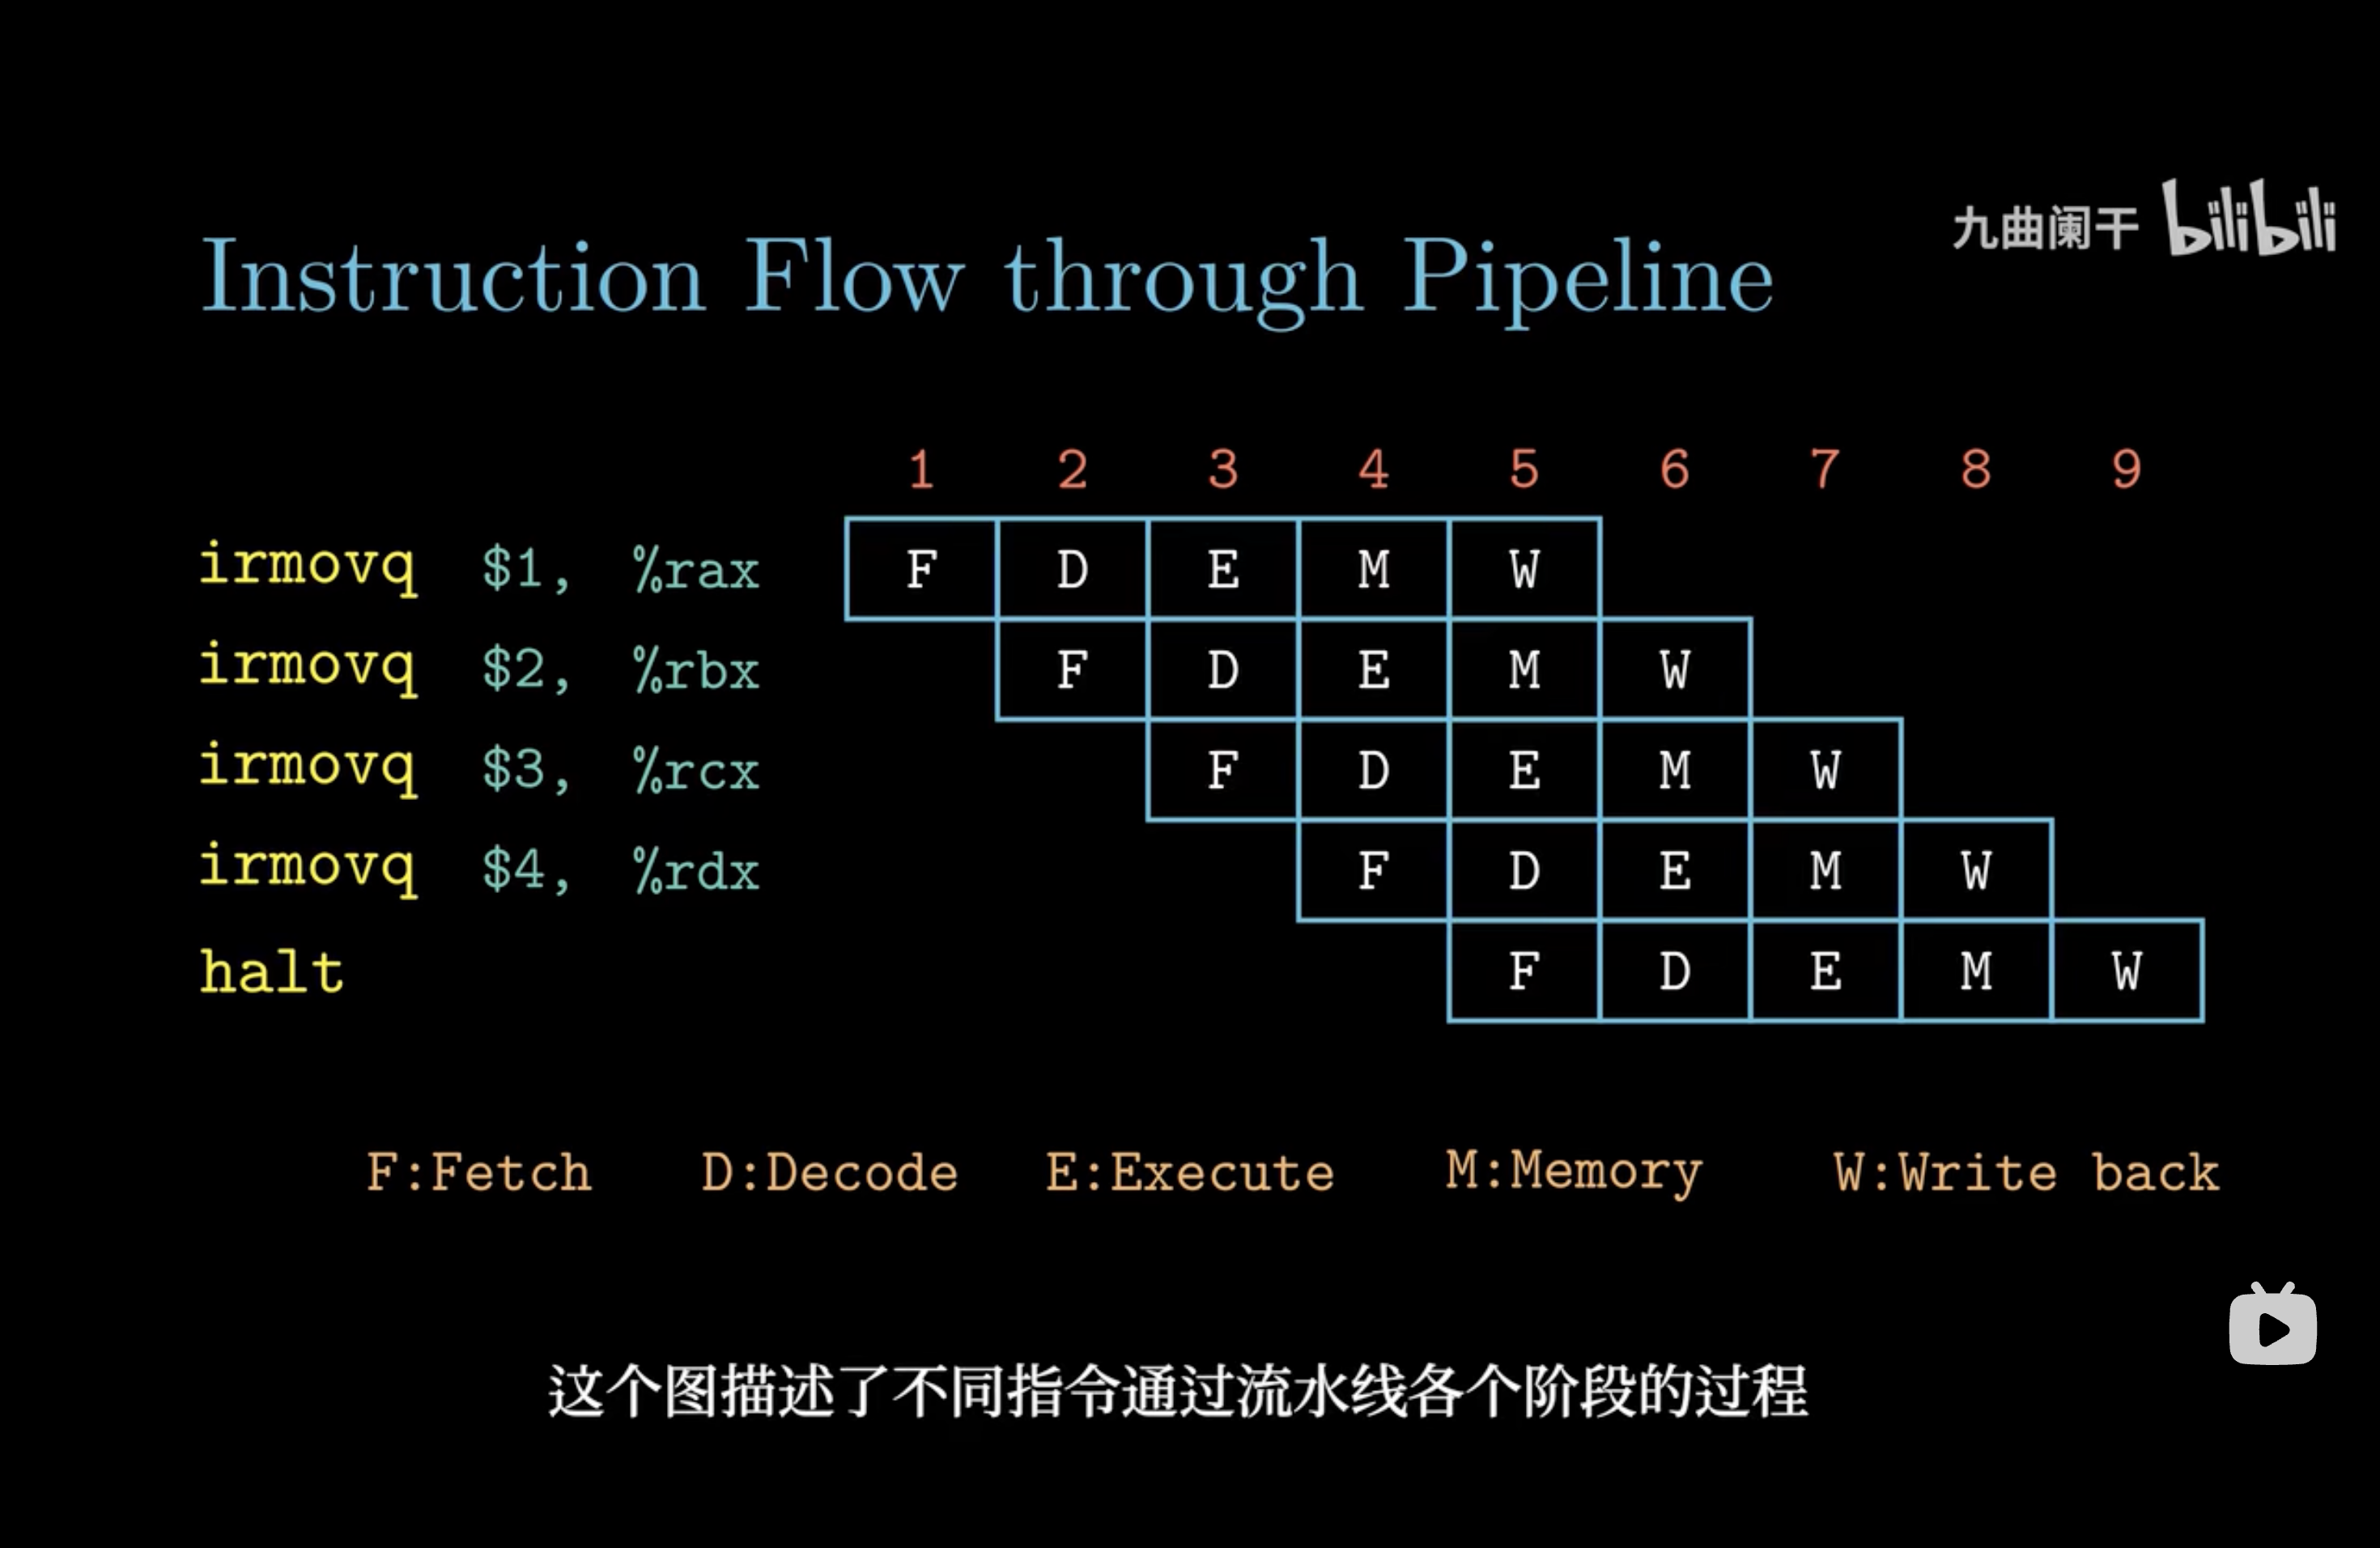 九曲阑干 bilibili
Instruction Flow through Pipeline
1 2 3 4 5 6 7 8 9
irmovq $1, %rax F D E M W
irmovq $2, %rbx F D E M W
irmovq $3, %rcx F D E M W
irmovq $4, %rdx F D E M W
halt F D E M W
F:Fetch D:Decode E:Execute M:Memory W:Write back
这个图描述了不同指令通过流水线各个阶段的过程